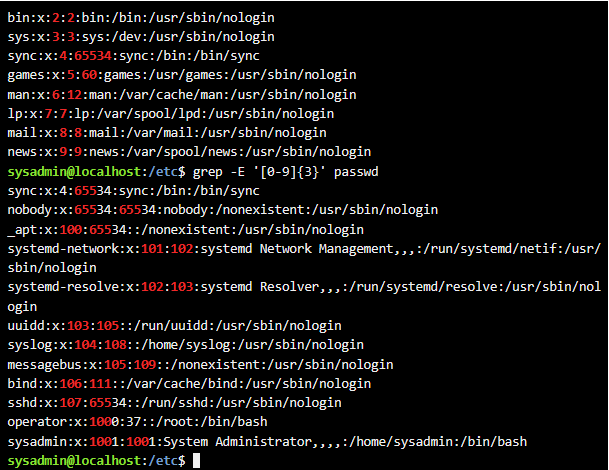 bin:x:2:2:bin:/bin:/usr/sbin/nologin
sys:x:3:3:sys:/dev:/usr/sbin/nologin
sync:x:4:65534:sync:/bin:/bin/sync
games:x:5:60:games:/usr/games:/usr/sbin/nologin
man:x:6:12:man:/var/cache/man:/usr/sbin/nologin
lp:x:7:7:lp:/var/spool/lpd:/usr/sbin/nologin
mail:x:8:8:mail:/var/mail:/usr/sbin/nologin
news:x:9:9:news:/var/spool/news:/usr/sbin/nologin
sysadmin@localhost:/etc$ grep -E '[0-9]{3}' passwd
sync:x:4:65534:sync:/bin:/bin/sync
nobody:x:65534:65534:nobody:/nonexistent:/usr/sbin/nologin
_apt:x:100:65534::/nonexistent:/usr/sbin/nologin
systemd-network:x:101:102:systemd Network Management,,,:/run/systemd/netif:/usr/
sbin/nologin
systemd-resolve:x:102:103:systemd Resolver,,,:/run/systemd/resolve:/usr/sbin/nol
ogin
uuidd:x:103:105::/run/uuidd:/usr/sbin/nologin
syslog:x:104:108::/home/syslog:/usr/sbin/nologin
messagebus:x:105:109::/nonexistent:/usr/sbin/nologin
bind:x:106:111::/var/cache/bind:/usr/sbin/nologin
sshd:x:107:65534::/run/sshd:/usr/sbin/nologin
operator:x:1000:37::/root:/bin/bash
sysadmin:x:1001:1001:System Administrator,,,,:/home/sysadmin:/bin/bash
sysadmin@localhost:/etc$